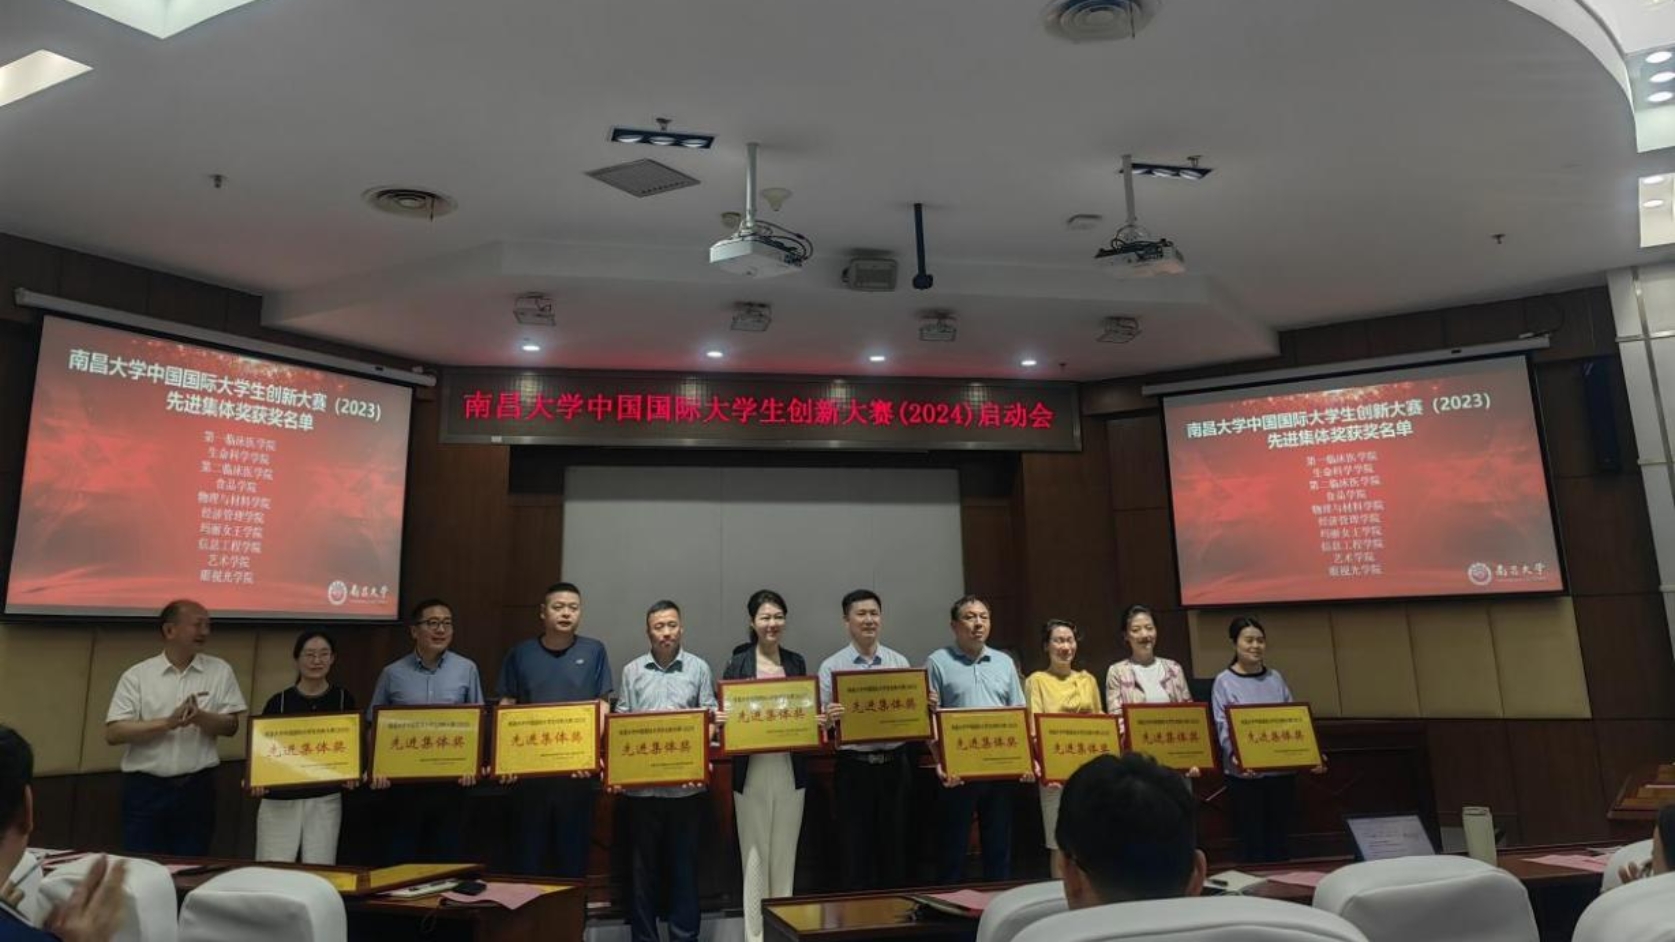 南昌大学中国国际大学生创新大赛（2023）
先进集体奖获奖名单
第一临床医学院
生命科学学院
第二临床医学院
食品学院
物理与材料学院
经济管理学院
玛丽女王学院
信息工程学院
艺术学院
眼视光学院
南昌大学
南昌大学中国国际大学生创新大赛(2024)启动会
南昌大学中国国际大学生创新大赛（2023）
先进集体奖获奖名单
第一临床医学院
生命科学学院
第二临床医学院
食品学院
物理与材料学院
经济管理学院
玛丽女王学院
信息工程学院
艺术学院
眼视光学院
南昌大学
先进集体奖
先进集体奖
先进集体奖
先进集体奖
先进集体奖
先进集体奖
先进集体奖
先进集体奖
先进集体奖
先进集体奖